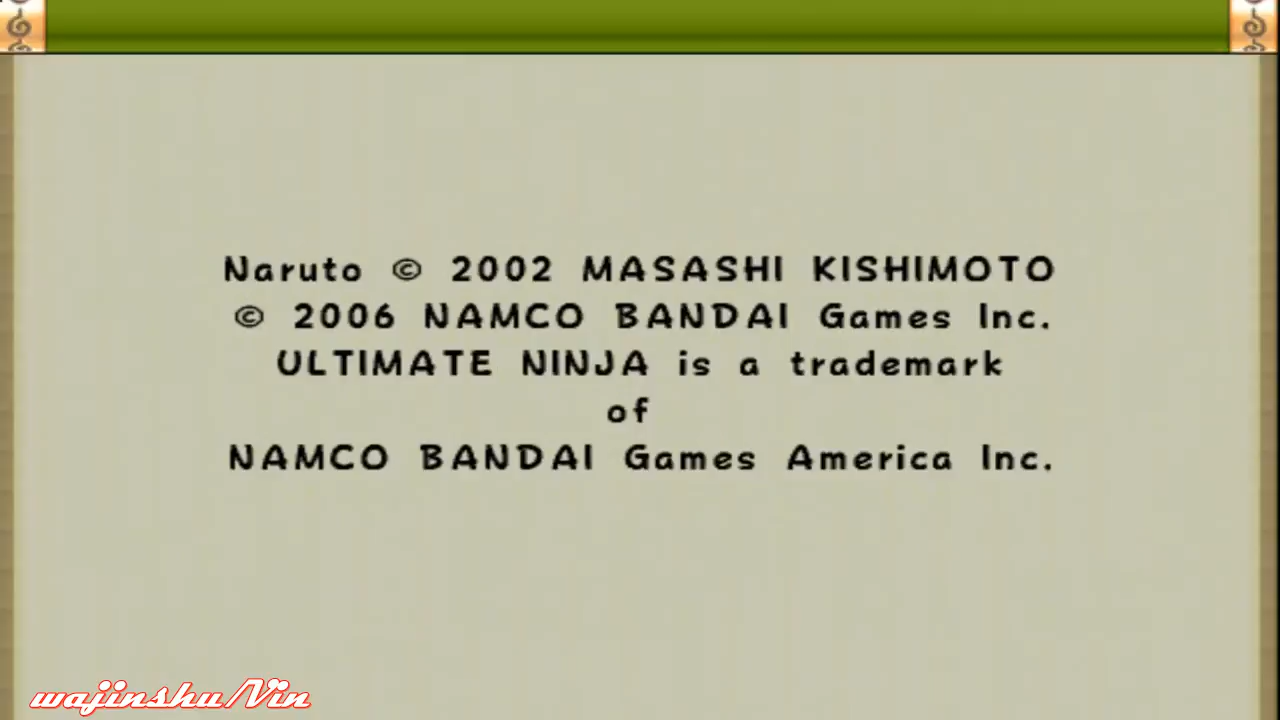 Naruto © 2002 MASASHI KISHIMOTO
© 2006 NAMCO BANDAI Games Inc.
ULTIMATE NINJA is a trademark
of
NAMCO BANDAI Games America Inc.
wajinshu/Vin